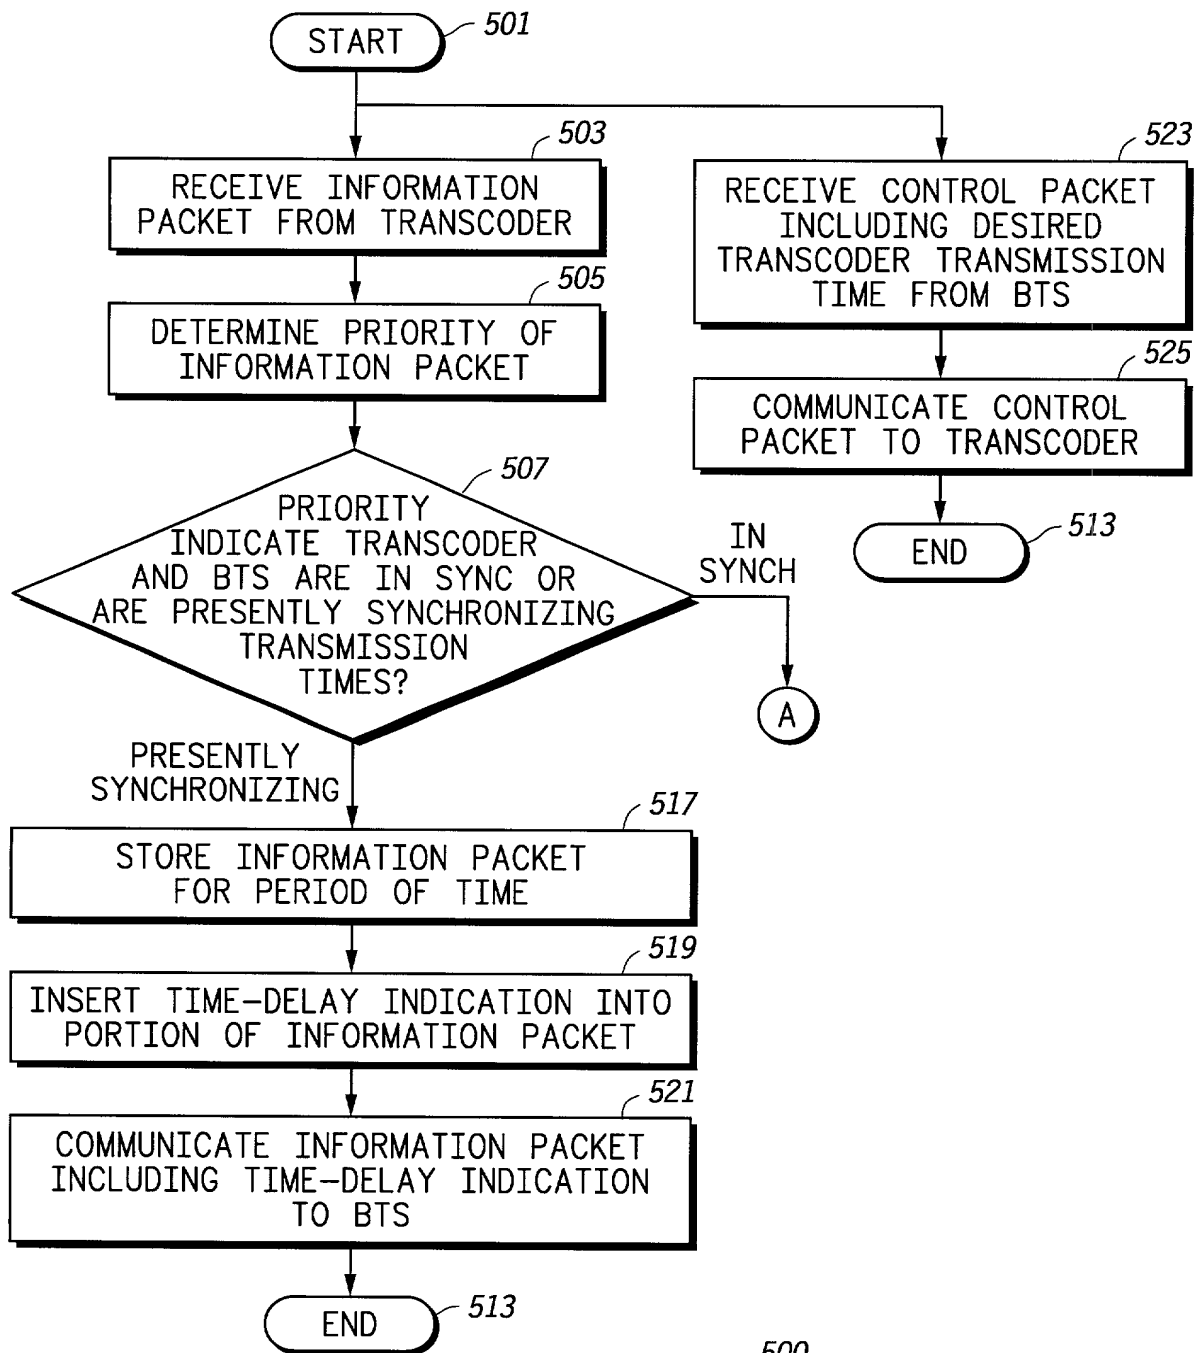 START
501
503
RECEIVE INFORMATION
PACKET FROM TRANSCODER
505
DETERMINE PRIORITY OF
INFORMATION PACKET
507
PRIORITY
INDICATE TRANSCODER
AND BTS ARE IN SYNC OR
ARE PRESENTLY SYNCHRONIZING
TRANSMISSION
TIMES?
IN
SYNCH
A
PRESENTLY
SYNCHRONIZING
517
STORE INFORMATION PACKET
FOR PERIOD OF TIME
519
INSERT TIME-DELAY INDICATION INTO
PORTION OF INFORMATION PACKET
521
COMMUNICATE INFORMATION PACKET
INCLUDING TIME-DELAY INDICATION
TO BTS
END
513
523
RECEIVE CONTROL PACKET
INCLUDING DESIRED
TRANSCODER TRANSMISSION
TIME FROM BTS
525
COMMUNICATE CONTROL
PACKET TO TRANSCODER
END
513
500